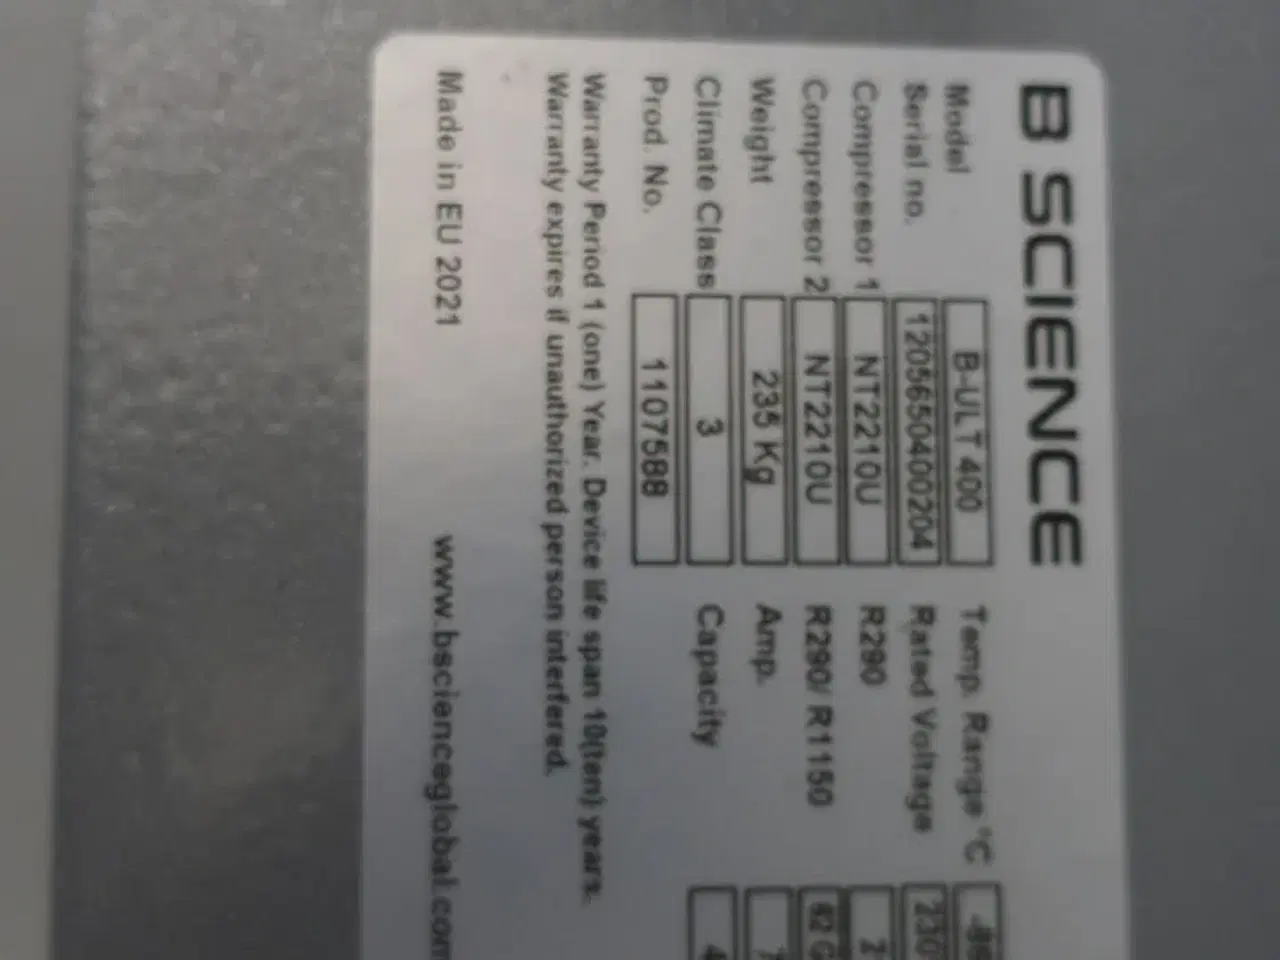 B SCIENCE
Model B-ULT 400 Temp. Range °C
Serial no. 1205650400204 Rated Voltage 230
Compressor 1 NT2210U R290
Compressor 2 NT2210U R290/ R1150
Weight 235 Kg Amp.
Climate Class 3 Capacity
Prod. No. 1107588
Warranty Period 1 (one) Year. Device life span 10(ten) years.
Warranty expires if unauthorized person interfered.
Made in EU 2021 www.bscienceglobal.com